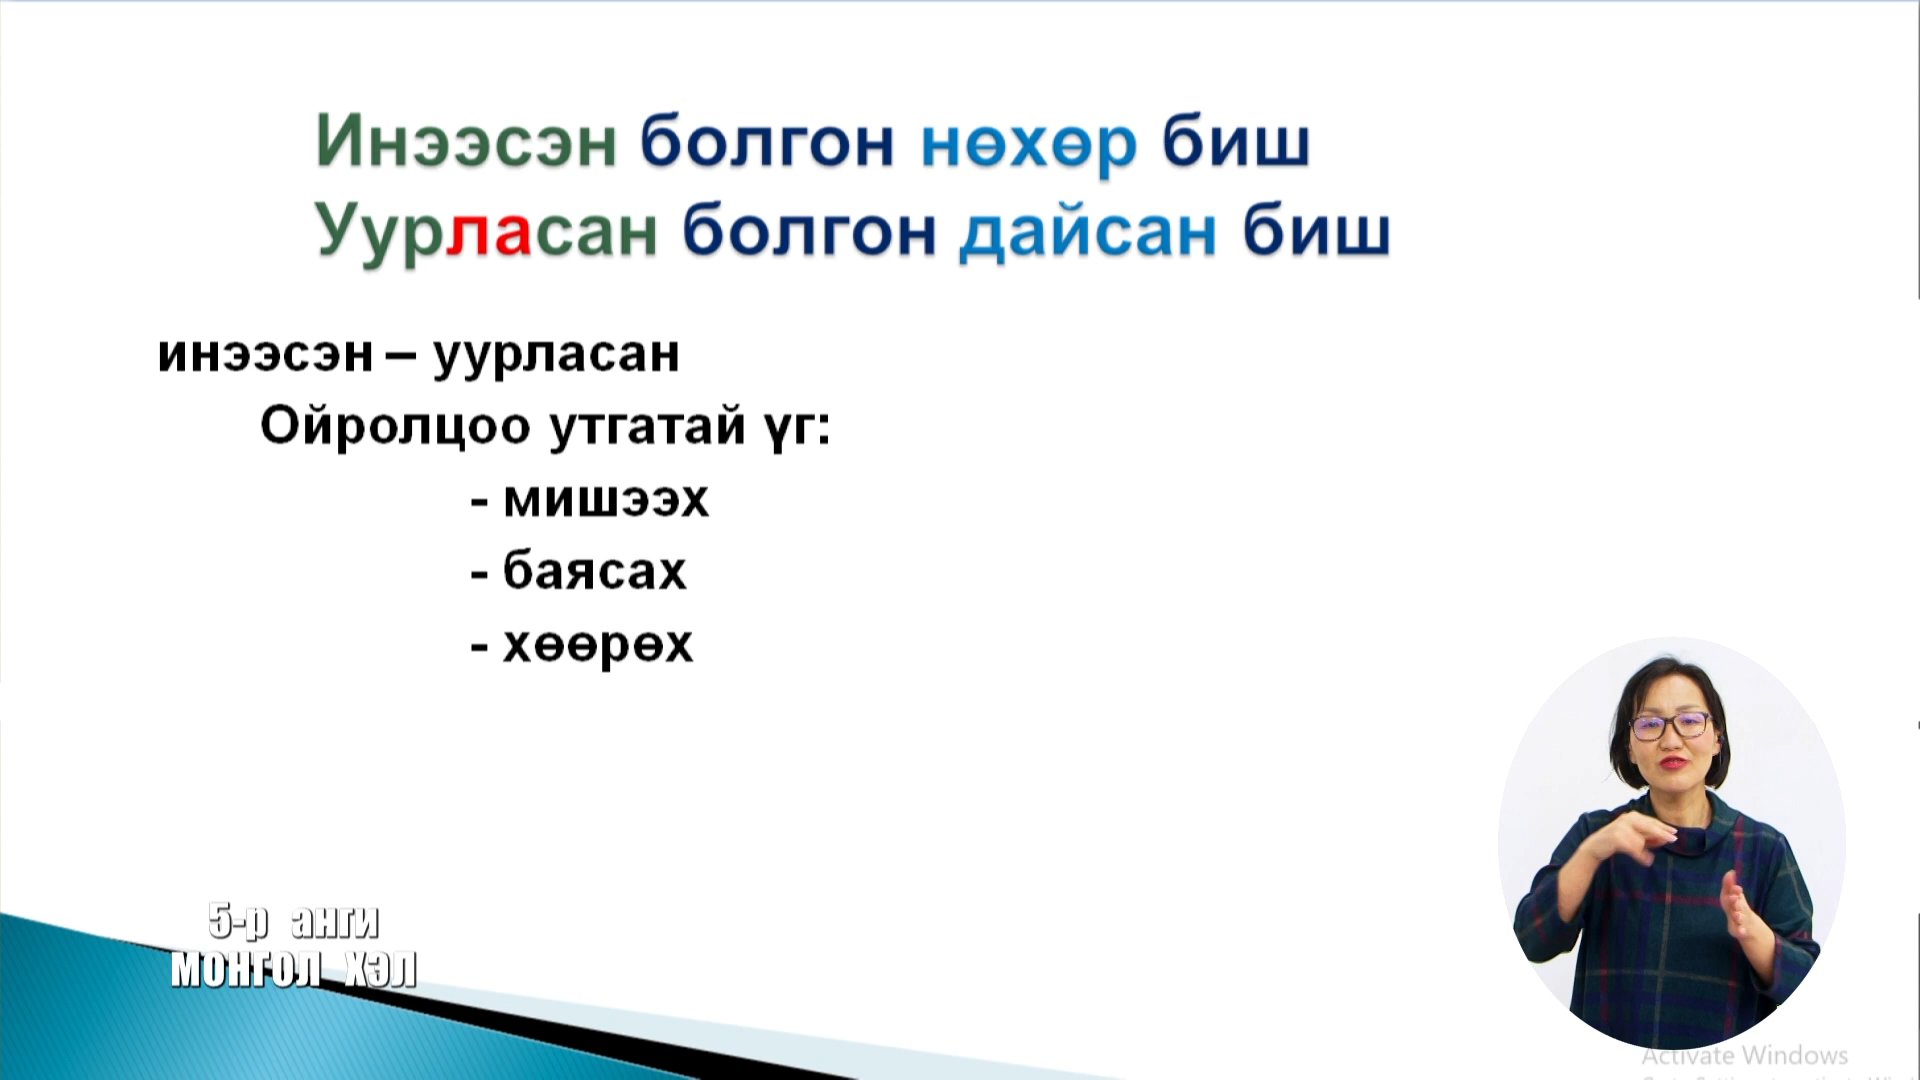 Инээсэн болгон нөхөр биш
Уурласан болгон дайсан биш
инээсэн – уурласан
Ойролцоо утгатай үг:
- мишээх
- баясах
- хөөрөх
5-р анги
МОНГОЛ ХЭЛ
Activate Windows